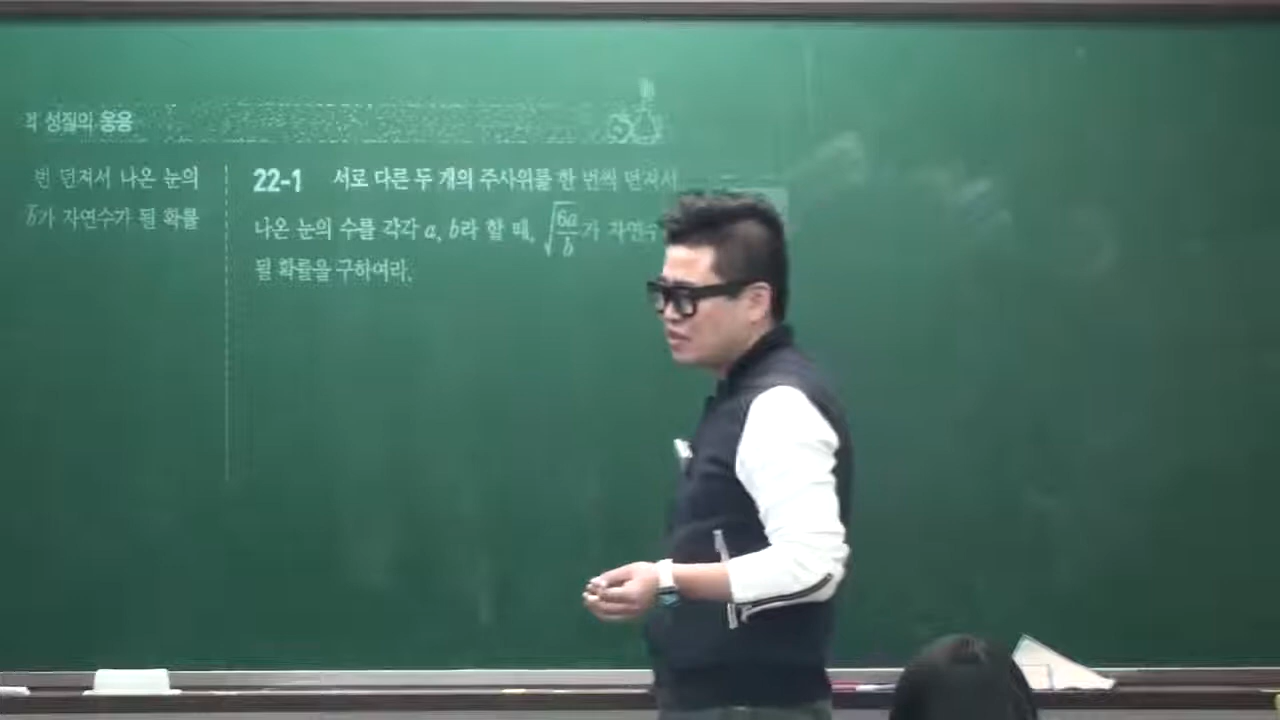 성질의 응용
번 던져서 나온 눈의
b가 자연수가 될 확률
22-1 서로 다른 두 개의 주사위를 한 번씩 던져서
나온 눈의 수를 각각 a, b라 할 때, √(6a/b)가 자연수
될 확률을 구하여라.